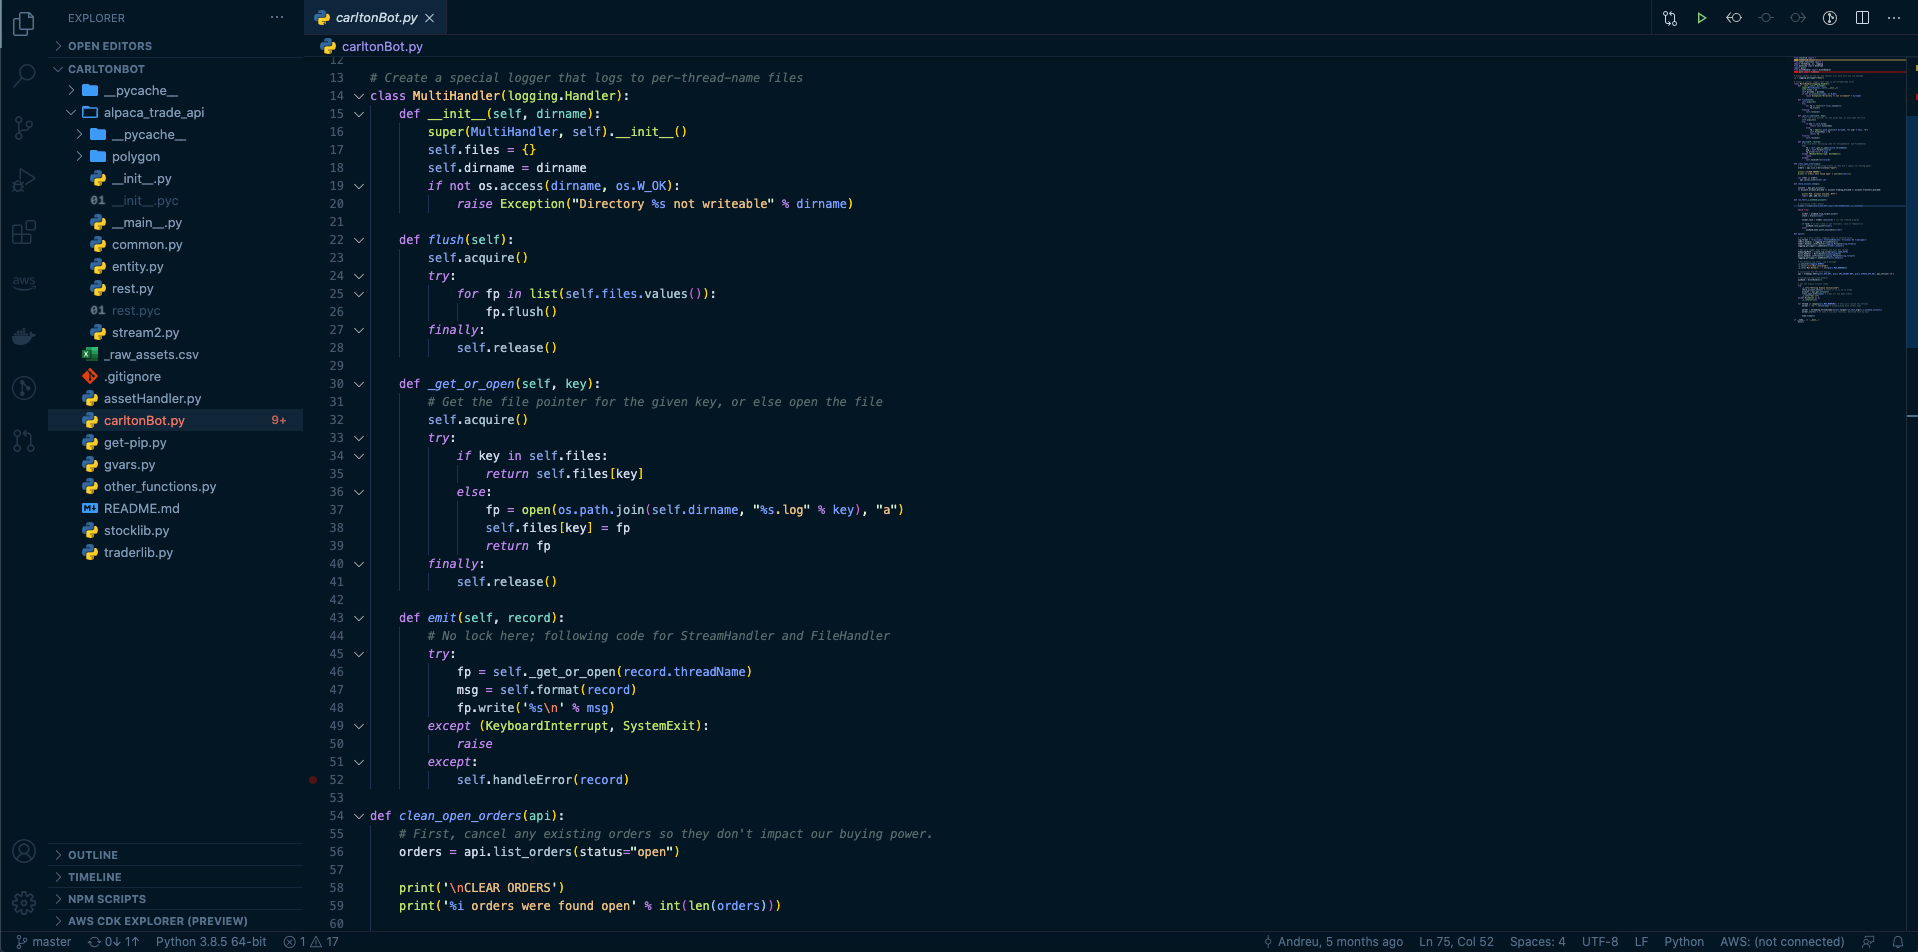 EXPLORER
OPEN EDITORS
CARLTONBOT
__pycache__
alpaca_trade_api
__pycache__
polygon
__init__.py
01 __init__.pyc
__main__.py
common.py
entity.py
rest.py
01 rest.pyc
stream2.py
_raw_assets.csv
.gitignore
assetHandler.py
carltonBot.py 9+
get-pip.py
gvars.py
other_functions.py
README.md
stocklib.py
traderlib.py
aws
OUTLINE
TIMELINE
NPM SCRIPTS
AWS CDK EXPLORER (PREVIEW)
carltonBot.py
carltonBot.py
12
13 # Create a special logger that logs to per-thread-name files
14 class MultiHandler(logging.Handler):
15 def __init__(self, dirname):
16 super(MultiHandler, self).__init__()
17 self.files = {}
18 self.dirname = dirname
19 if not os.access(dirname, os.W_OK):
20 raise Exception("Directory %s not writeable" % dirname)
21
22 def flush(self):
23 self.acquire()
24 try:
25 for fp in list(self.files.values()):
26 fp.flush()
27 finally:
28 self.release()
29
30 def _get_or_open(self, key):
31 # Get the file pointer for the given key, or else open the file
32 self.acquire()
33 try:
34 if key in self.files:
35 return self.files[key]
36 else:
37 fp = open(os.path.join(self.dirname, "%s.log" % key), "a")
38 self.files[key] = fp
39 return fp
40 finally:
41 self.release()
42
43 def emit(self, record):
44 # No lock here; following code for StreamHandler and FileHandler
45 try:
46 fp = self._get_or_open(record.threadName)
47 msg = self.format(record)
48 fp.write('%s\n' % msg)
49 except (KeyboardInterrupt, SystemExit):
50 raise
51 except:
52 self.handleError(record)
53
54 def clean_open_orders(api):
55 # First, cancel any existing orders so they don't impact our buying power.
56 orders = api.list_orders(status="open")
57
58 print('\nCLEAR ORDERS')
59 print('%i orders were found open' % int(len(orders)))
60
master 0↓ 1↑ Python 3.8.5 64-bit 1 17 Andreu, 5 months ago Ln 75, Col 52 Spaces: 4 UTF-8 LF Python AWS: (not connected)